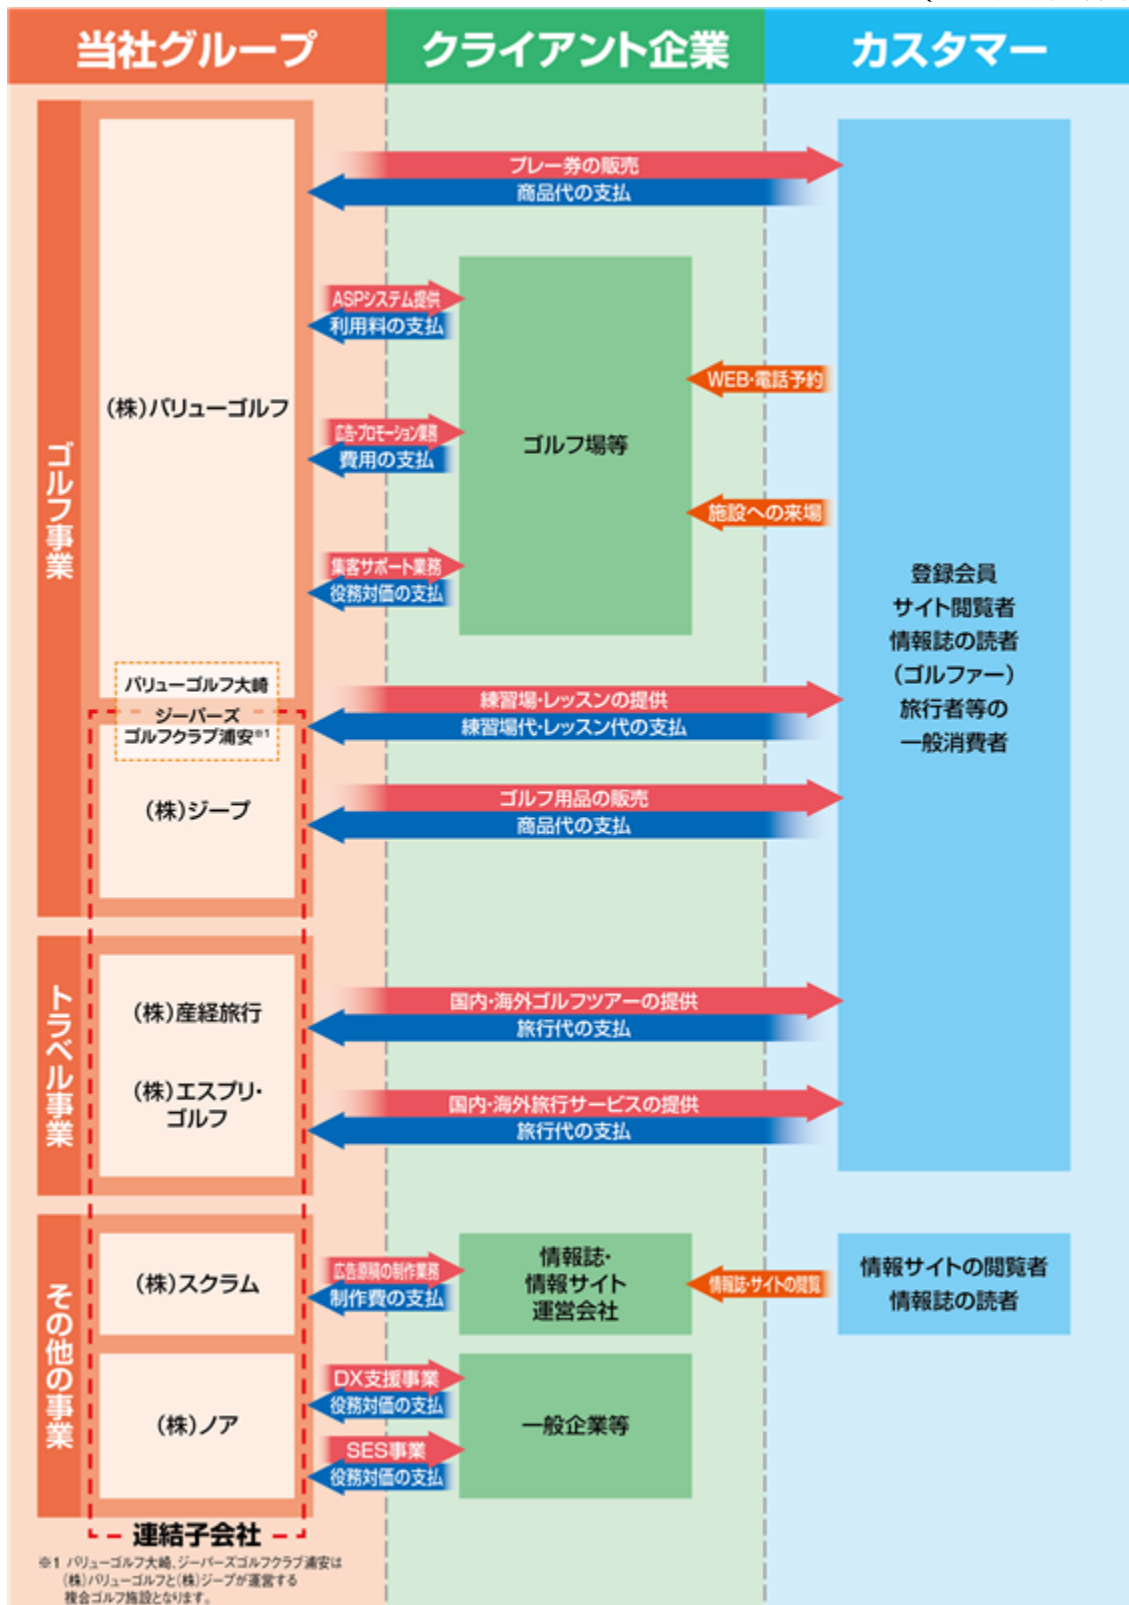 当社グループ
クライアント企業
カスタマー
ゴルフ事業
(株)バリューゴルフ
プレー券の販売
商品代の支払
ASPシステム提供
利用料の支払
広告・プロモーション業務
費用の支払
集客サポート業務
役務対価の支払
ゴルフ場等
WEB・電話予約
施設への来場
登録会員
サイト閲覧者
情報誌の読者
(ゴルファー)
旅行者等の
一般消費者
バリューゴルフ大崎
ジーパーズ
ゴルフクラブ浦安※1
練習場・レッスンの提供
練習場代・レッスン代の支払
(株)ジープ
ゴルフ用品の販売
商品代の支払
トラベル事業
(株)産経旅行
国内・海外ゴルフツアーの提供
旅行代の支払
(株)エスプリ・
ゴルフ
国内・海外旅行サービスの提供
旅行代の支払
その他の事業
(株)スクラム
広告原稿の制作業務
制作費の支払
情報誌・
情報サイト
運営会社
情報誌・サイトの閲覧
情報サイトの閲覧者
情報誌の読者
(株)ノア
DX支援事業
役務対価の支払
SES事業
役務対価の支払
一般企業等
連結子会社
※1 バリューゴルフ大崎、ジーパーズゴルフクラブ浦安は
(株)バリューゴルフと(株)ジープが運営する
複合ゴルフ施設となります。